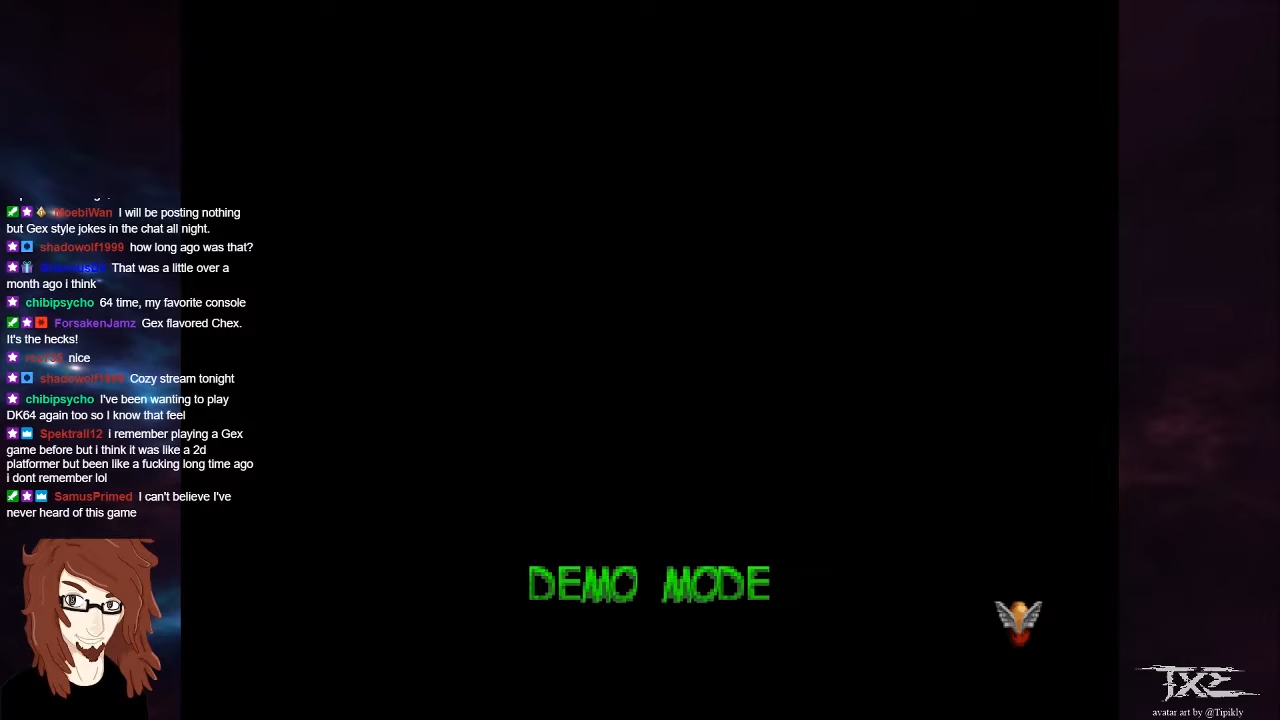 MoebiWan I will be posting nothing
but Gex style jokes in the chat all night.
shadowolf1999 how long ago was that?
That was a little over a
month ago i think
chibipsycho 64 time, my favorite console
ForsakenJamz Gex flavored Chex.
It's the hecks!
nice
shadowolf1999 Cozy stream tonight
chibipsycho I've been wanting to play
DK64 again too so I know that feel
Spektrall12 i remember playing a Gex
game before but i think it was like a 2d
platformer but been like a fucking long time ago
i dont remember lol
SamusPrimed I can't believe I've
never heard of this game
DEMO MODE
TXE
avatar art by @Tipikly